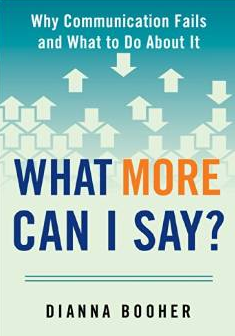 Why Communication Fails
and What to Do About It
WHAT MORE
CAN I SAY?
DIANNA BOOHER